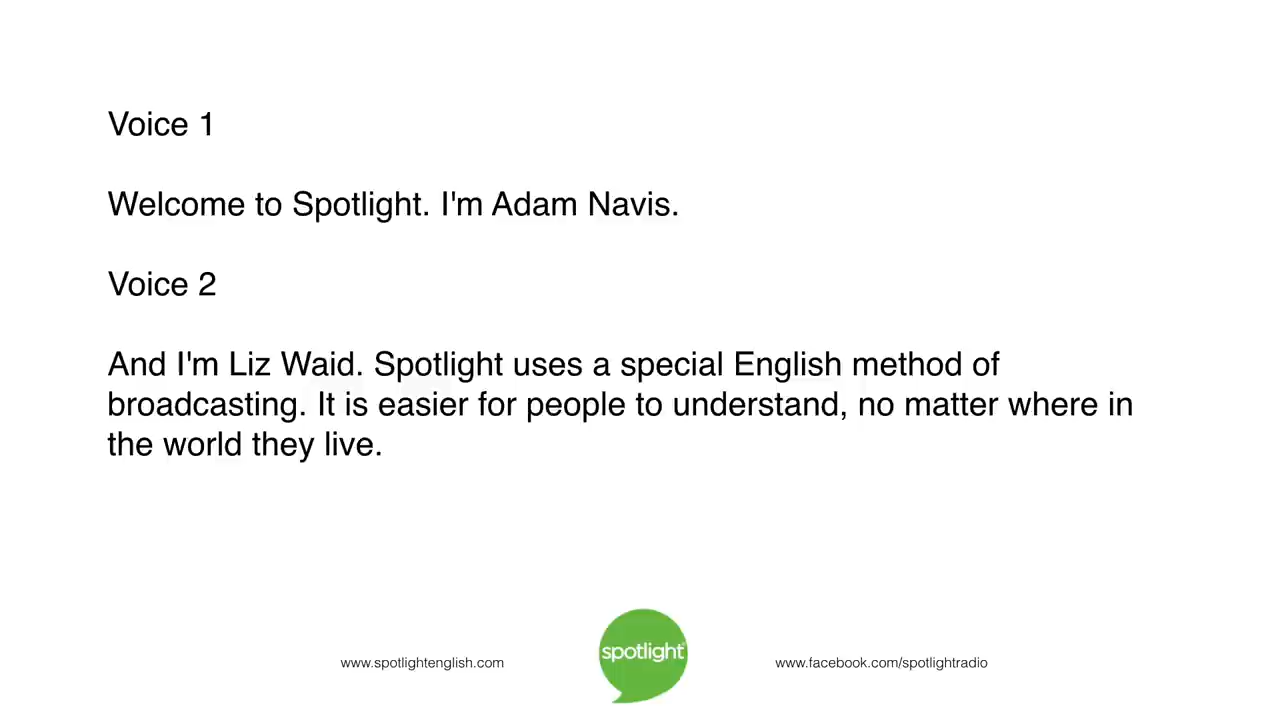 Voice 1
Welcome to Spotlight. I'm Adam Navis.
Voice 2
And I'm Liz Waid. Spotlight uses a special English method of
broadcasting. It is easier for people to understand, no matter where in
the world they live.
www.spotlightenglish.com
spotlight
www.facebook.com/spotlightradio